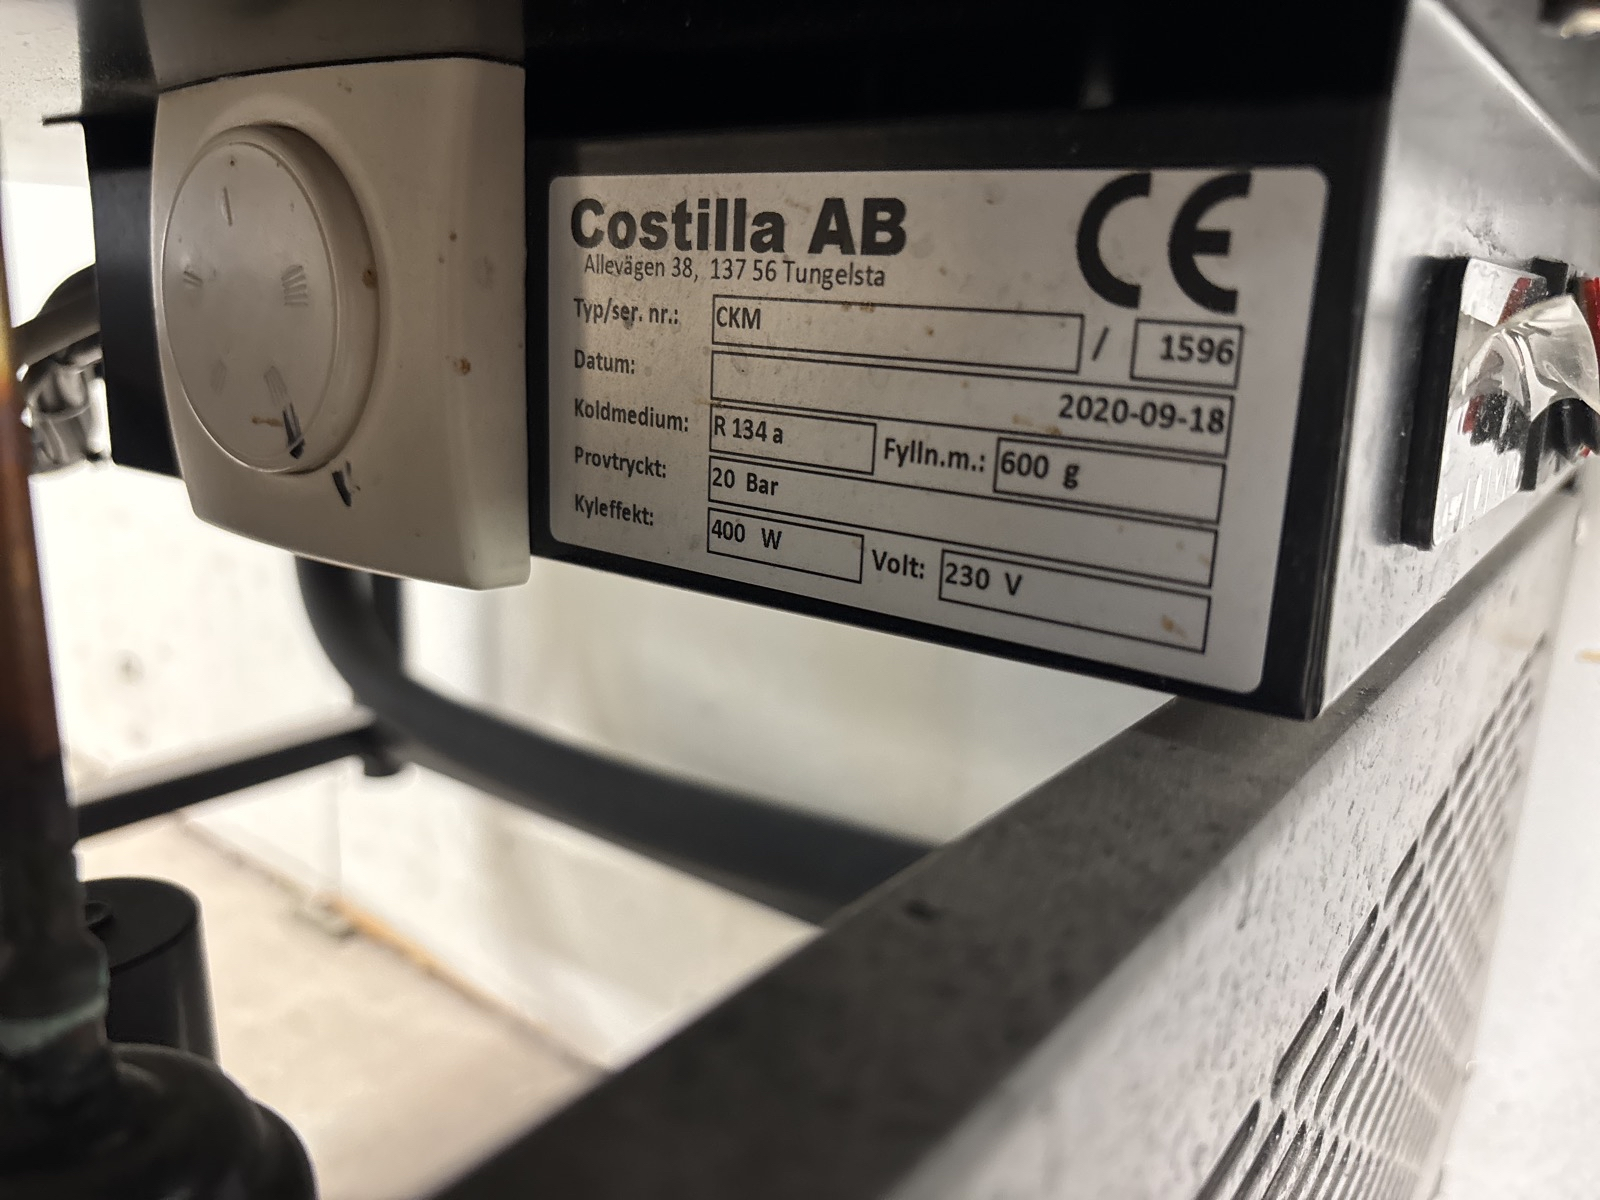 Costilla AB CE
Allevägen 38, 137 56 Tungelsta
Typ/ser. nr.: CKM / 1596
Datum: 2020-09-18
Koldmedium: R 134 a Fylln.m.: 600 g
Provtryckt: 20 Bar
Kyleffekt: 400 W Volt: 230 V